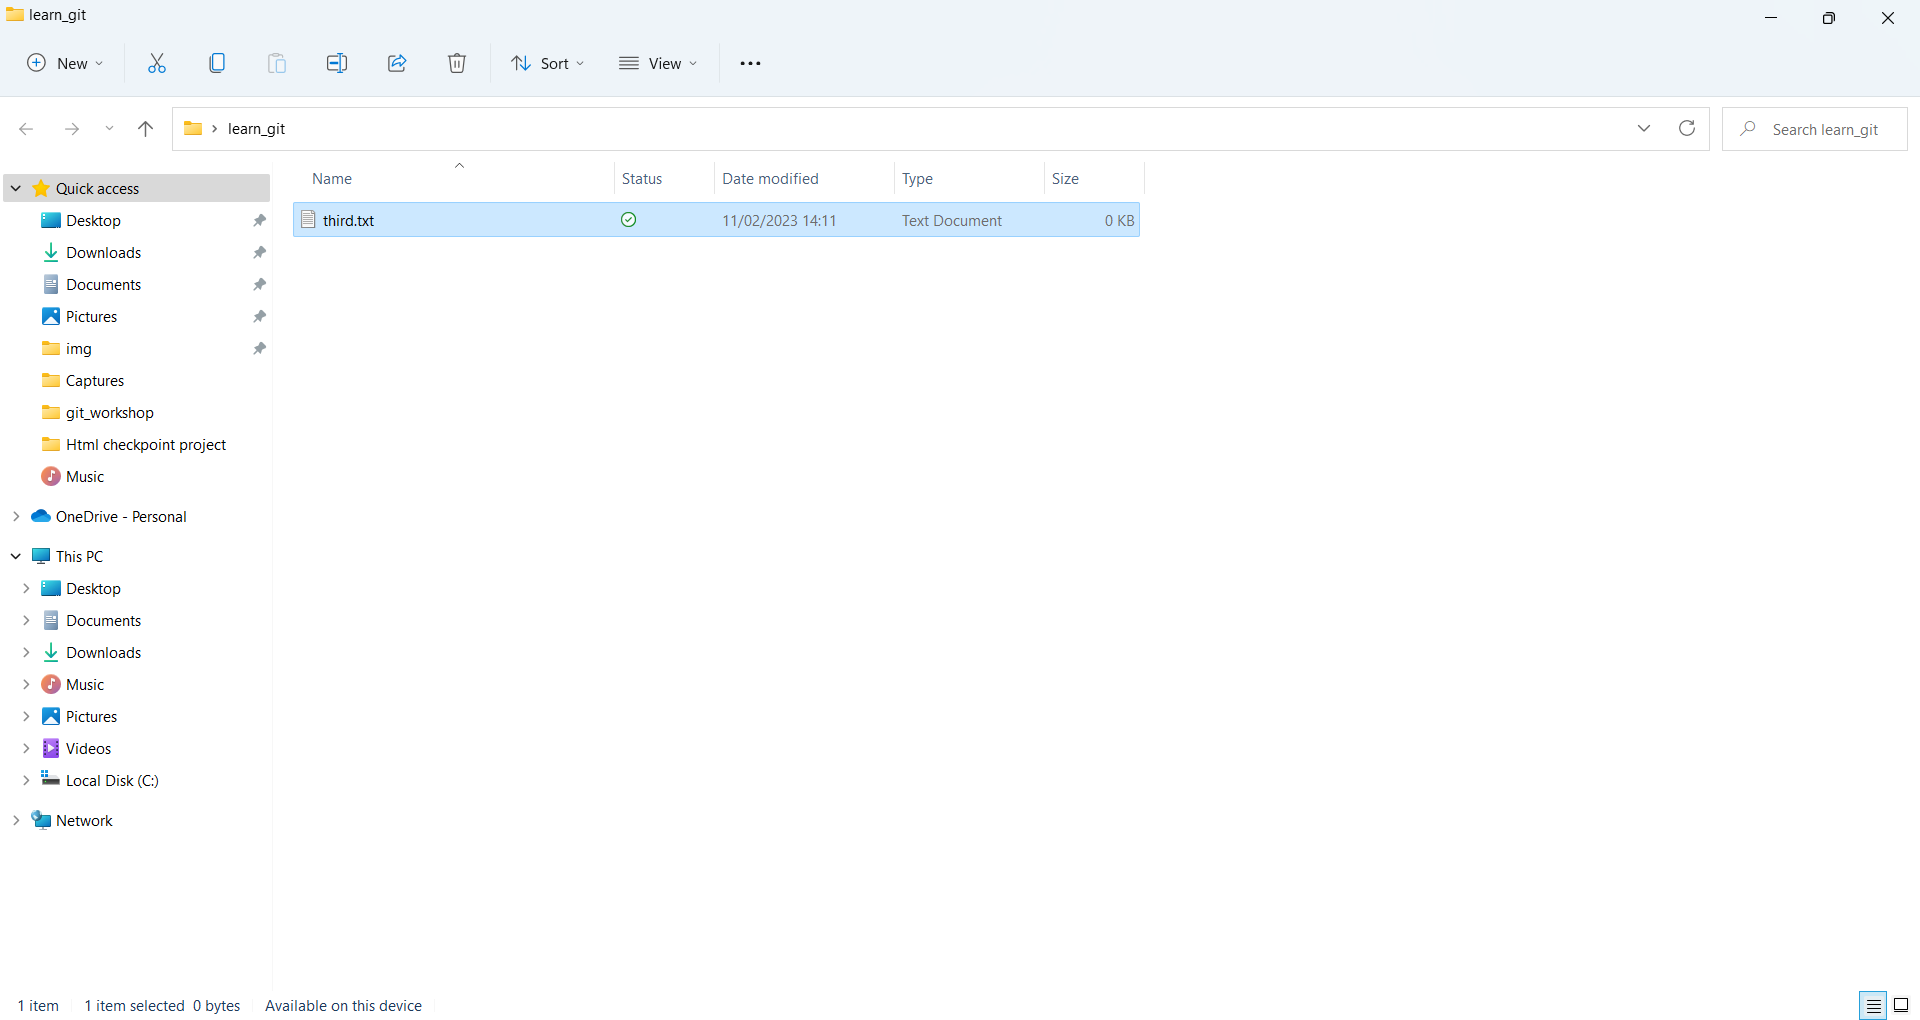 learn_git
New
Sort
View
learn_git
Search learn_git
Name Status Date modified Type Size
third.txt 11/02/2023 14:11 Text Document 0 KB
Quick access
Desktop
Downloads
Documents
Pictures
img
Captures
git_workshop
Html checkpoint project
Music
OneDrive - Personal
This PC
Desktop
Documents
Downloads
Music
Pictures
Videos
Local Disk (C:)
Network
1 item 1 item selected 0 bytes Available on this device